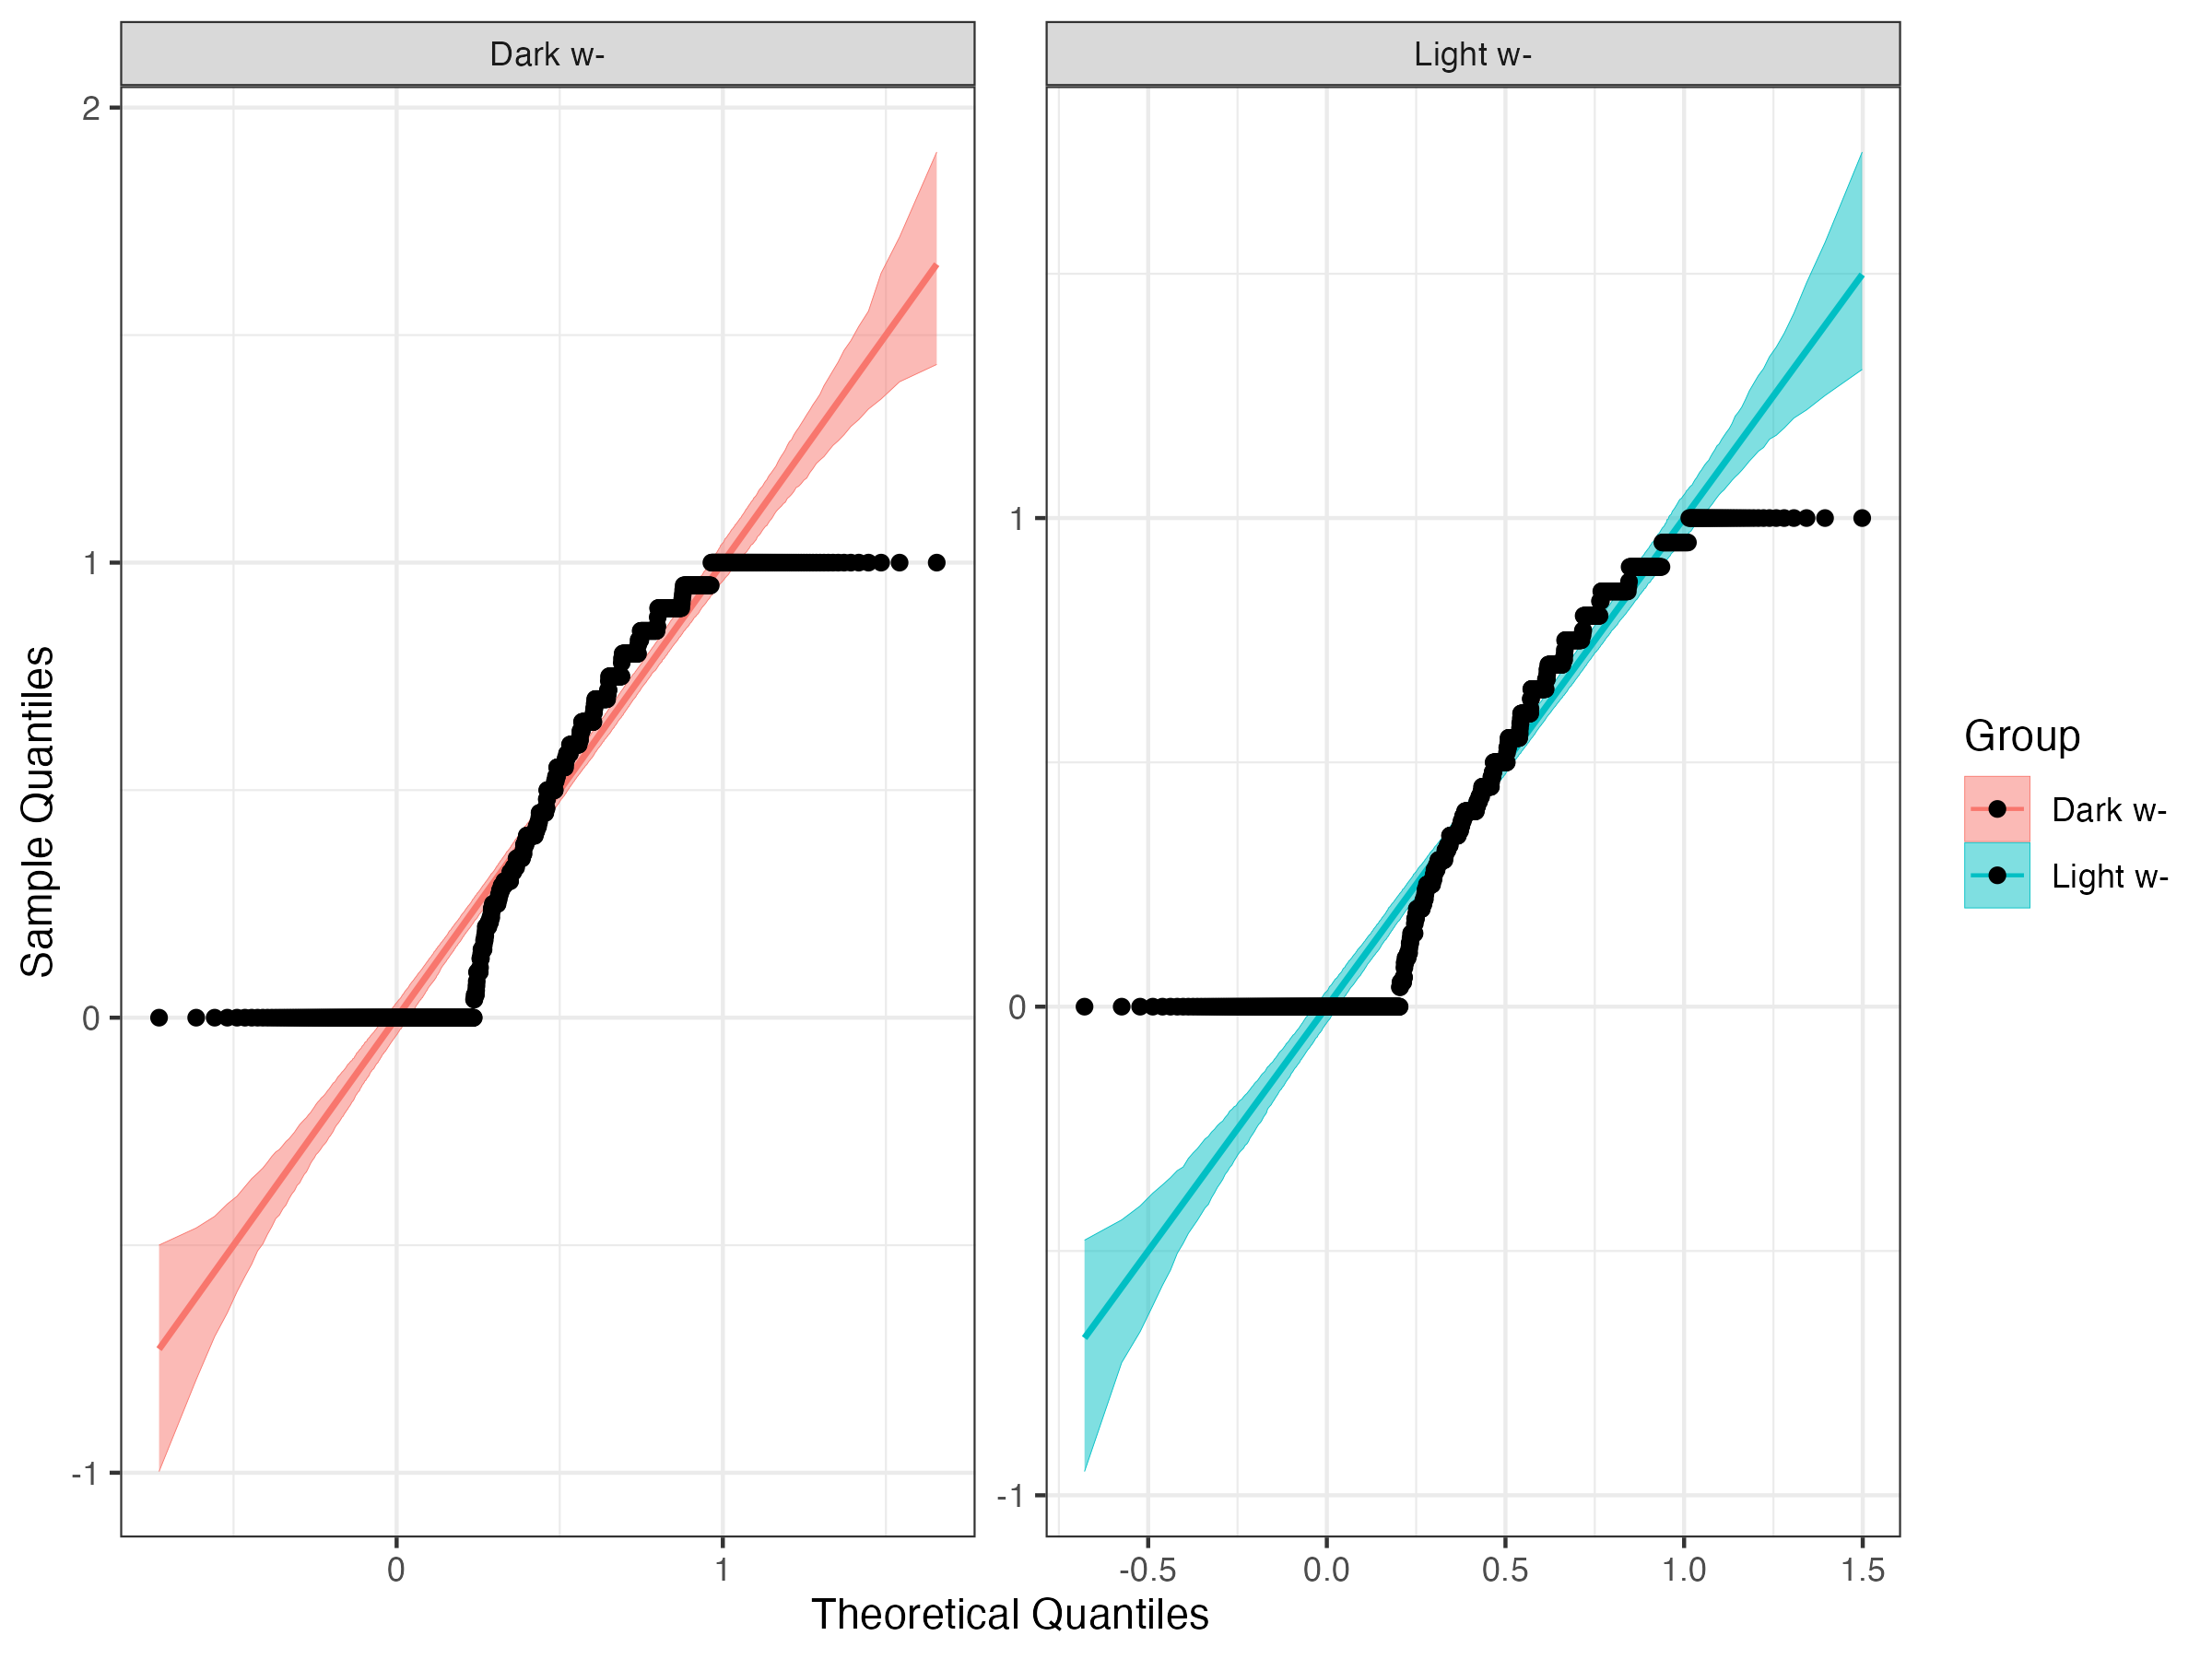 Dark w-
Light w-
Sample Quantiles
2
1
0
-1
1
0
-1
0
1
-0.5
0.0
0.5
1.0
1.5
Theoretical Quantiles
Group
Dark w-
Light w-